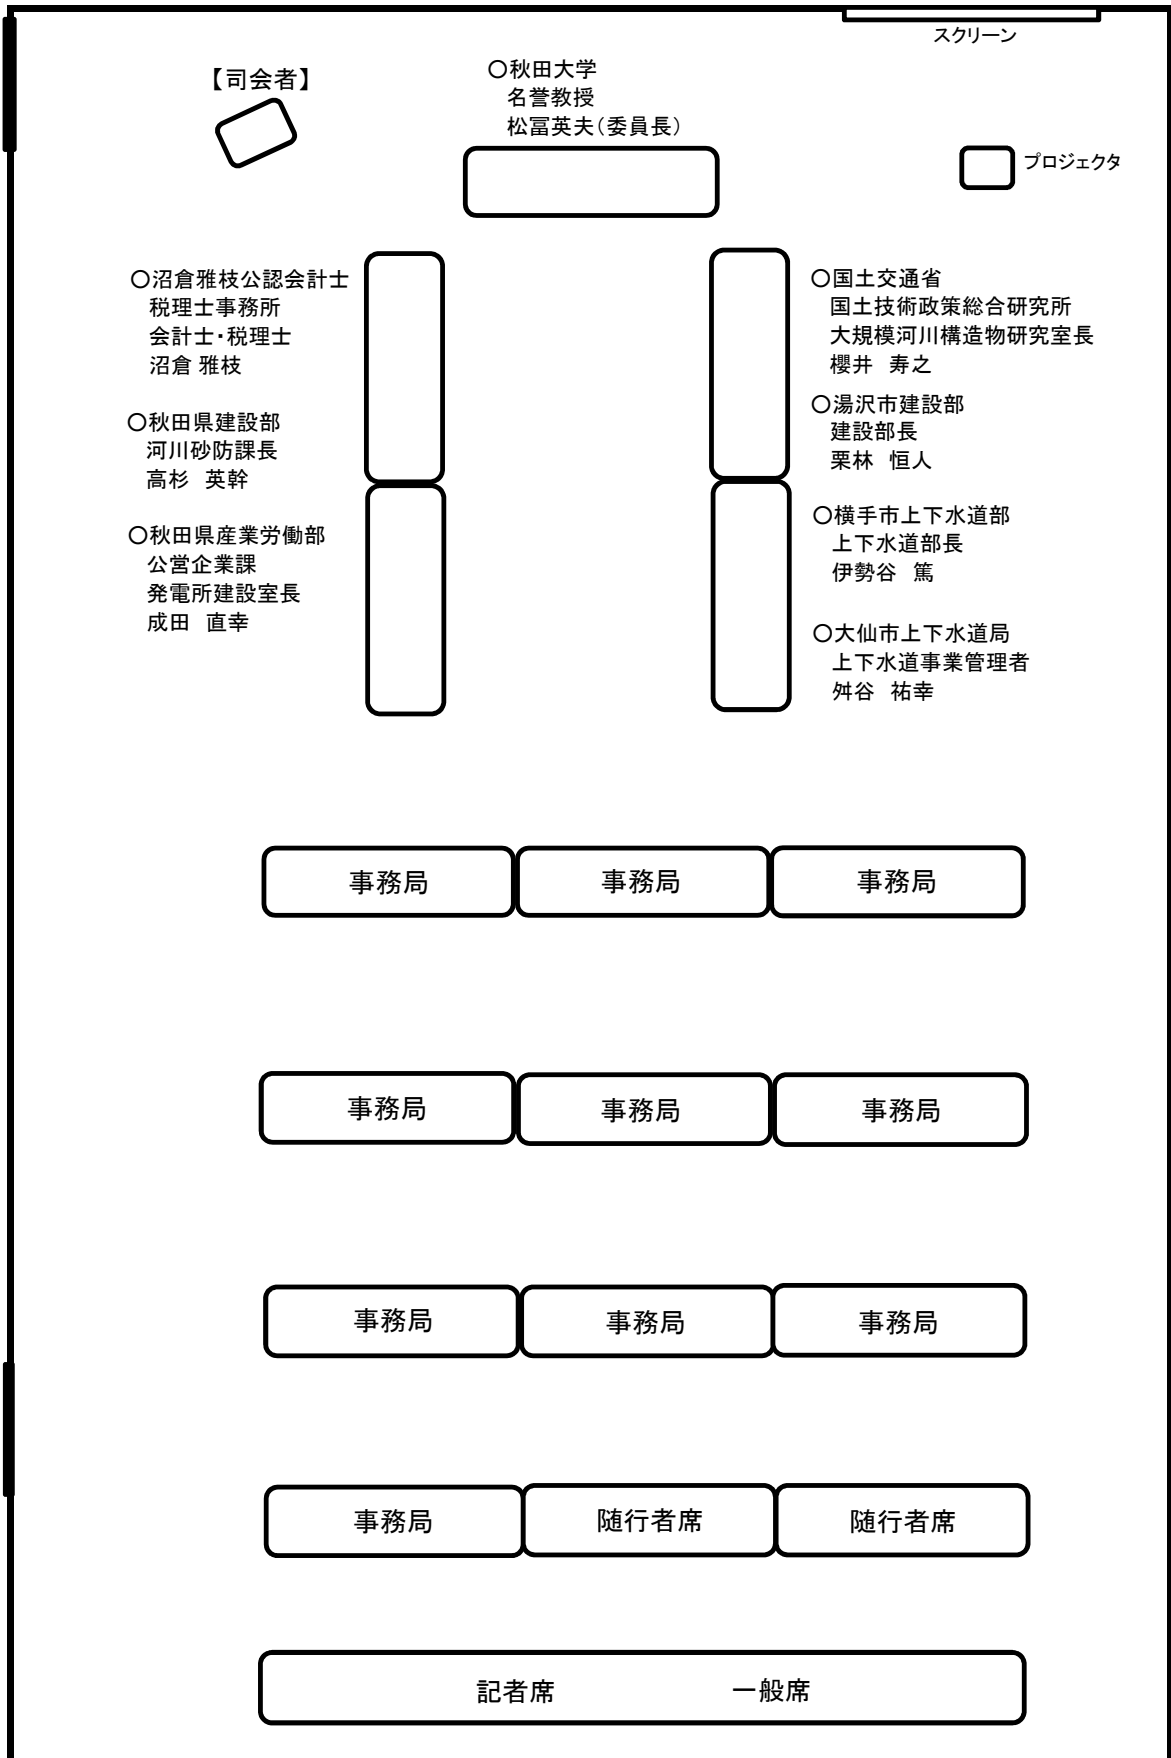 スクリーン
【司会者】
〇秋田大学
名誉教授
松冨英夫（委員長）
プロジェクタ
〇沼倉雅枝公認会計士
税理士事務所
会計士・税理士
沼倉 雅枝
〇秋田県建設部
河川砂防課長
高杉　英幹
〇秋田県産業労働部
公営企業課
発電所建設室長
成田　直幸
〇国土交通省
国土技術政策総合研究所
大規模河川構造物研究室長
櫻井　寿之
〇湯沢市建設部
建設部長
栗林　恒人
〇横手市上下水道部
上下水道部長
伊勢谷　篤
〇大仙市上下水道局
上下水道事業管理者
舛谷　祐幸
事務局　事務局　事務局
事務局　事務局　事務局
事務局　事務局　事務局
事務局　随行者席　随行者席
記者席　一般席